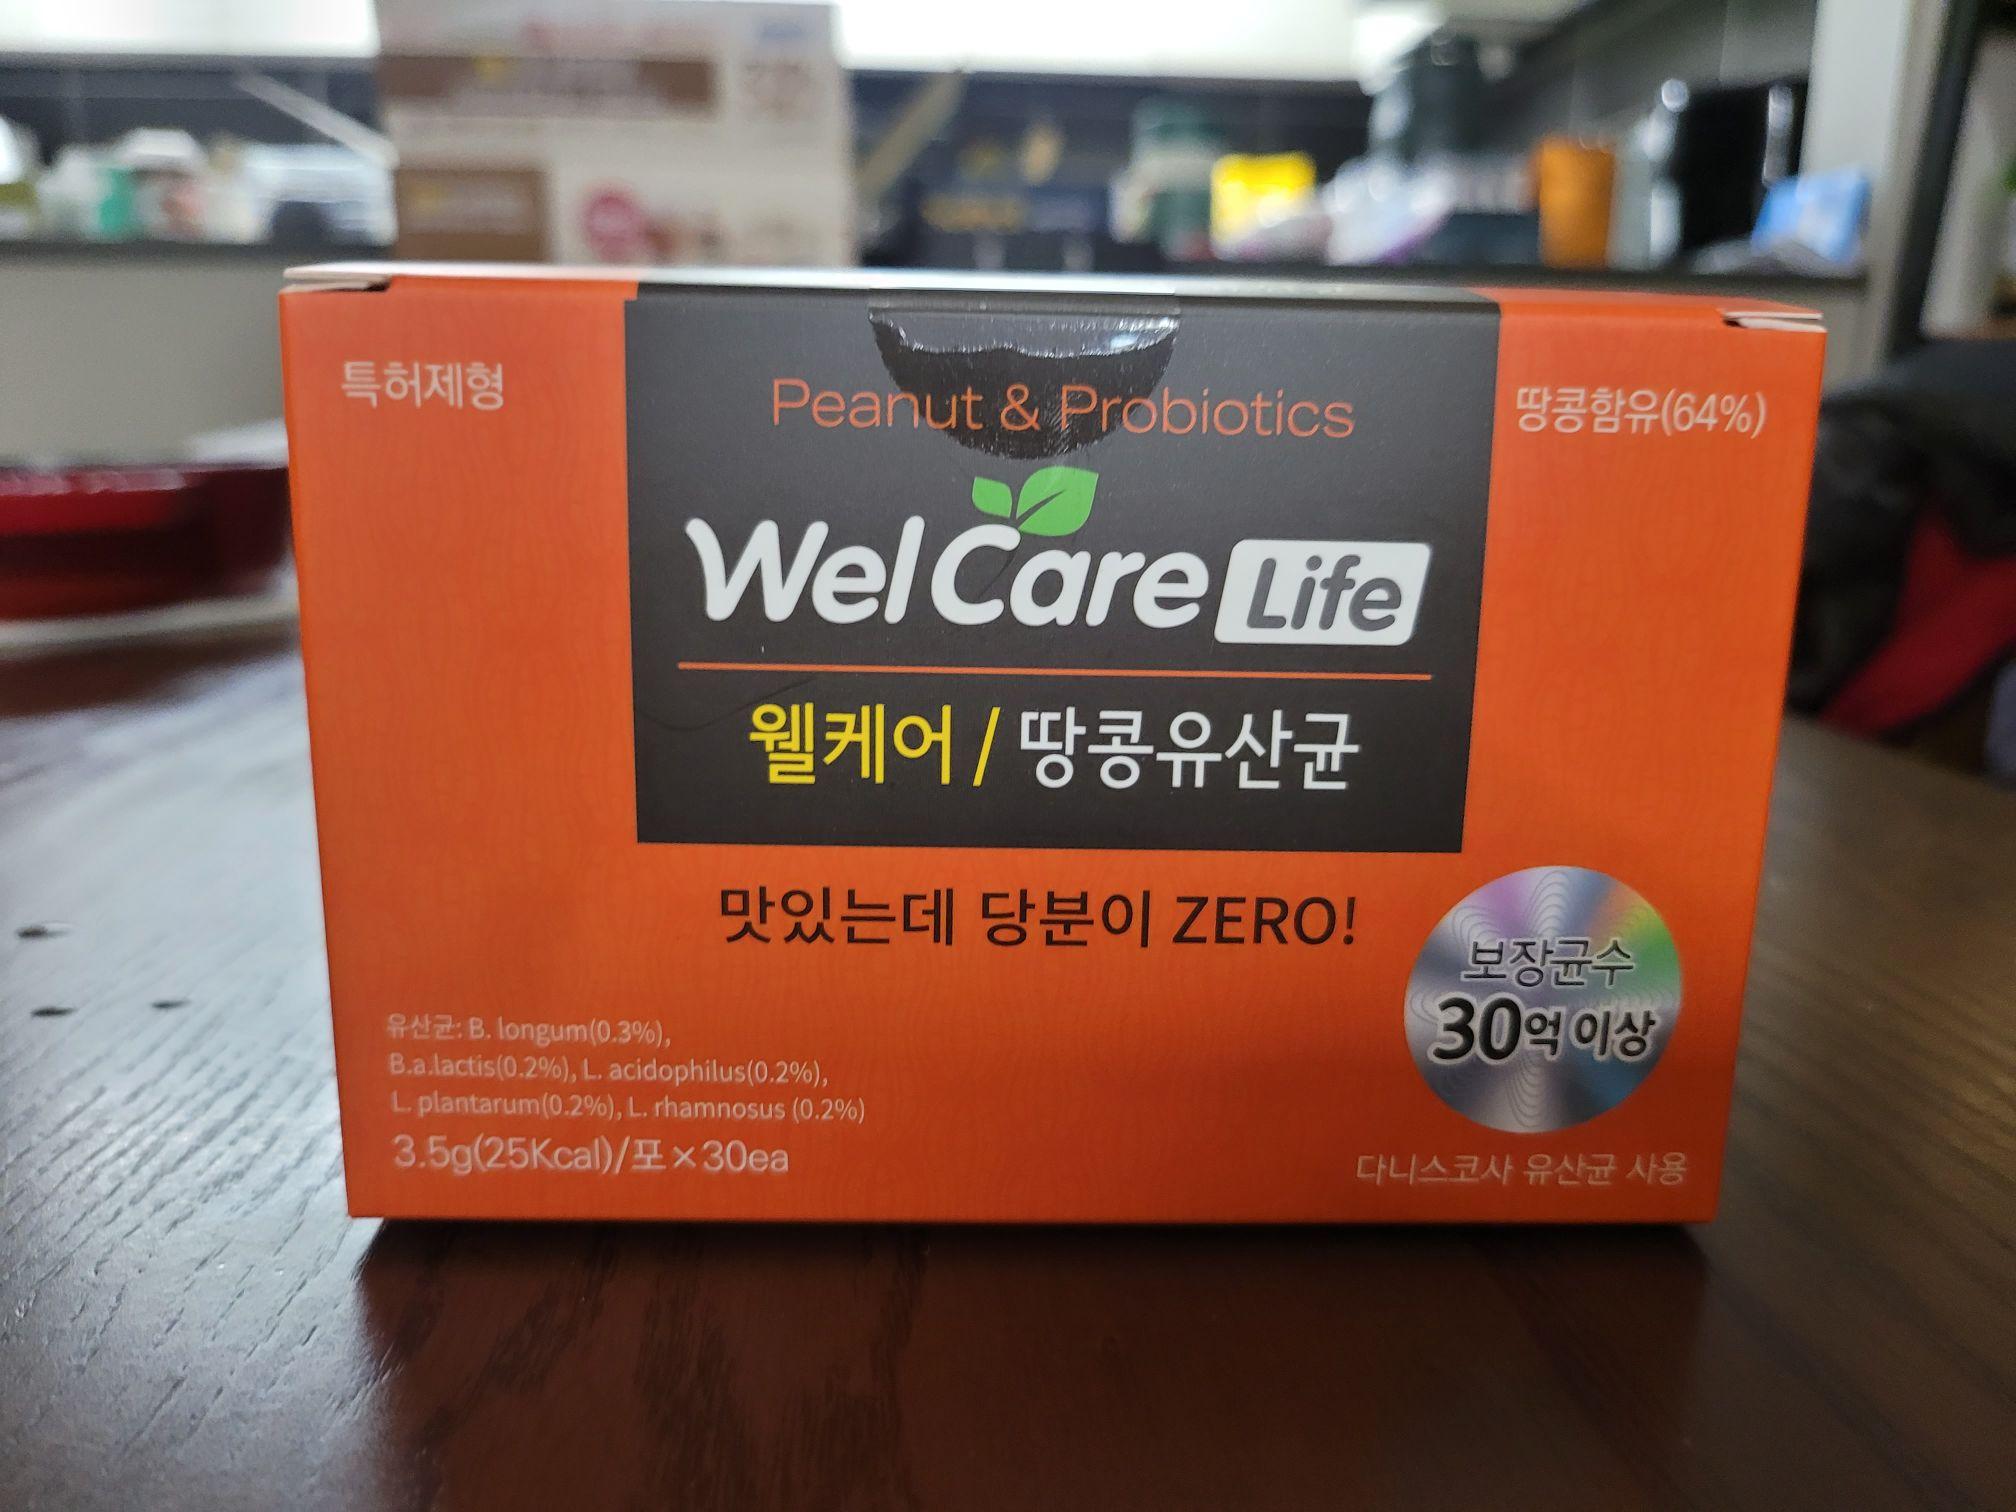 특허제형
Peanut & Probiotics
땅콩함유(64%)
WelCare Life
웰케어 / 땅콩유산균
맛있는데 당분이 ZERO!
보장균수
30억 이상
유산균: B. longum(0.3%),
B.a.lactis(0.2%), L. acidophilus(0.2%),
L. plantarum(0.2%), L. rhamnosus (0.2%)
3.5g(25Kcal)/포×30ea
다니스코사 유산균 사용